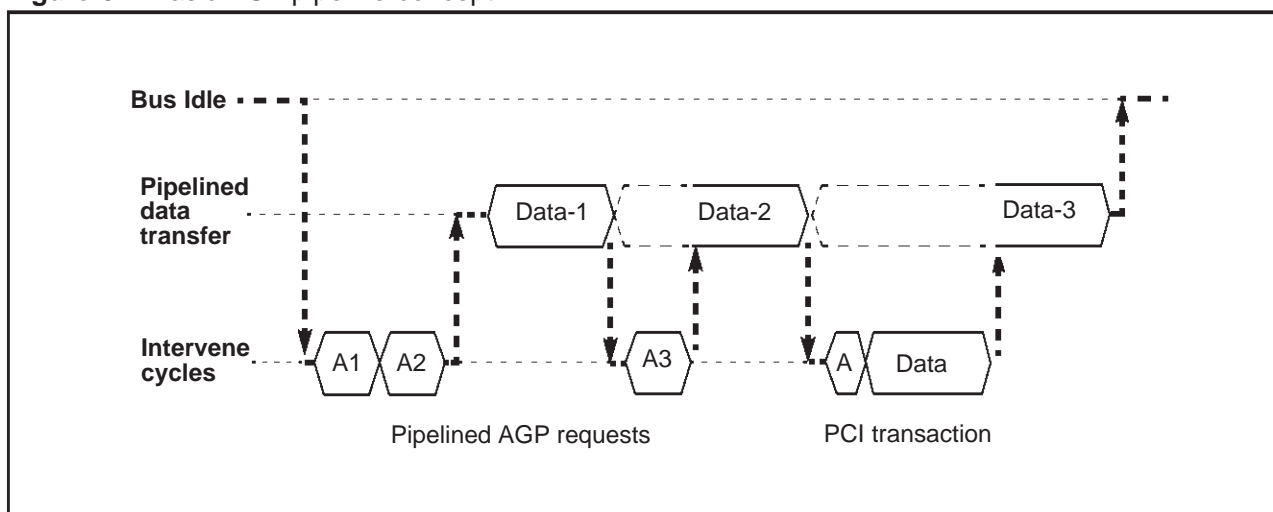 Bus Idle
Pipelined
data
transfer
Data-1
Data-2
Data-3
Intervene
cycles
A1
A2
A3
A
Data
Pipelined AGP requests
PCI transaction